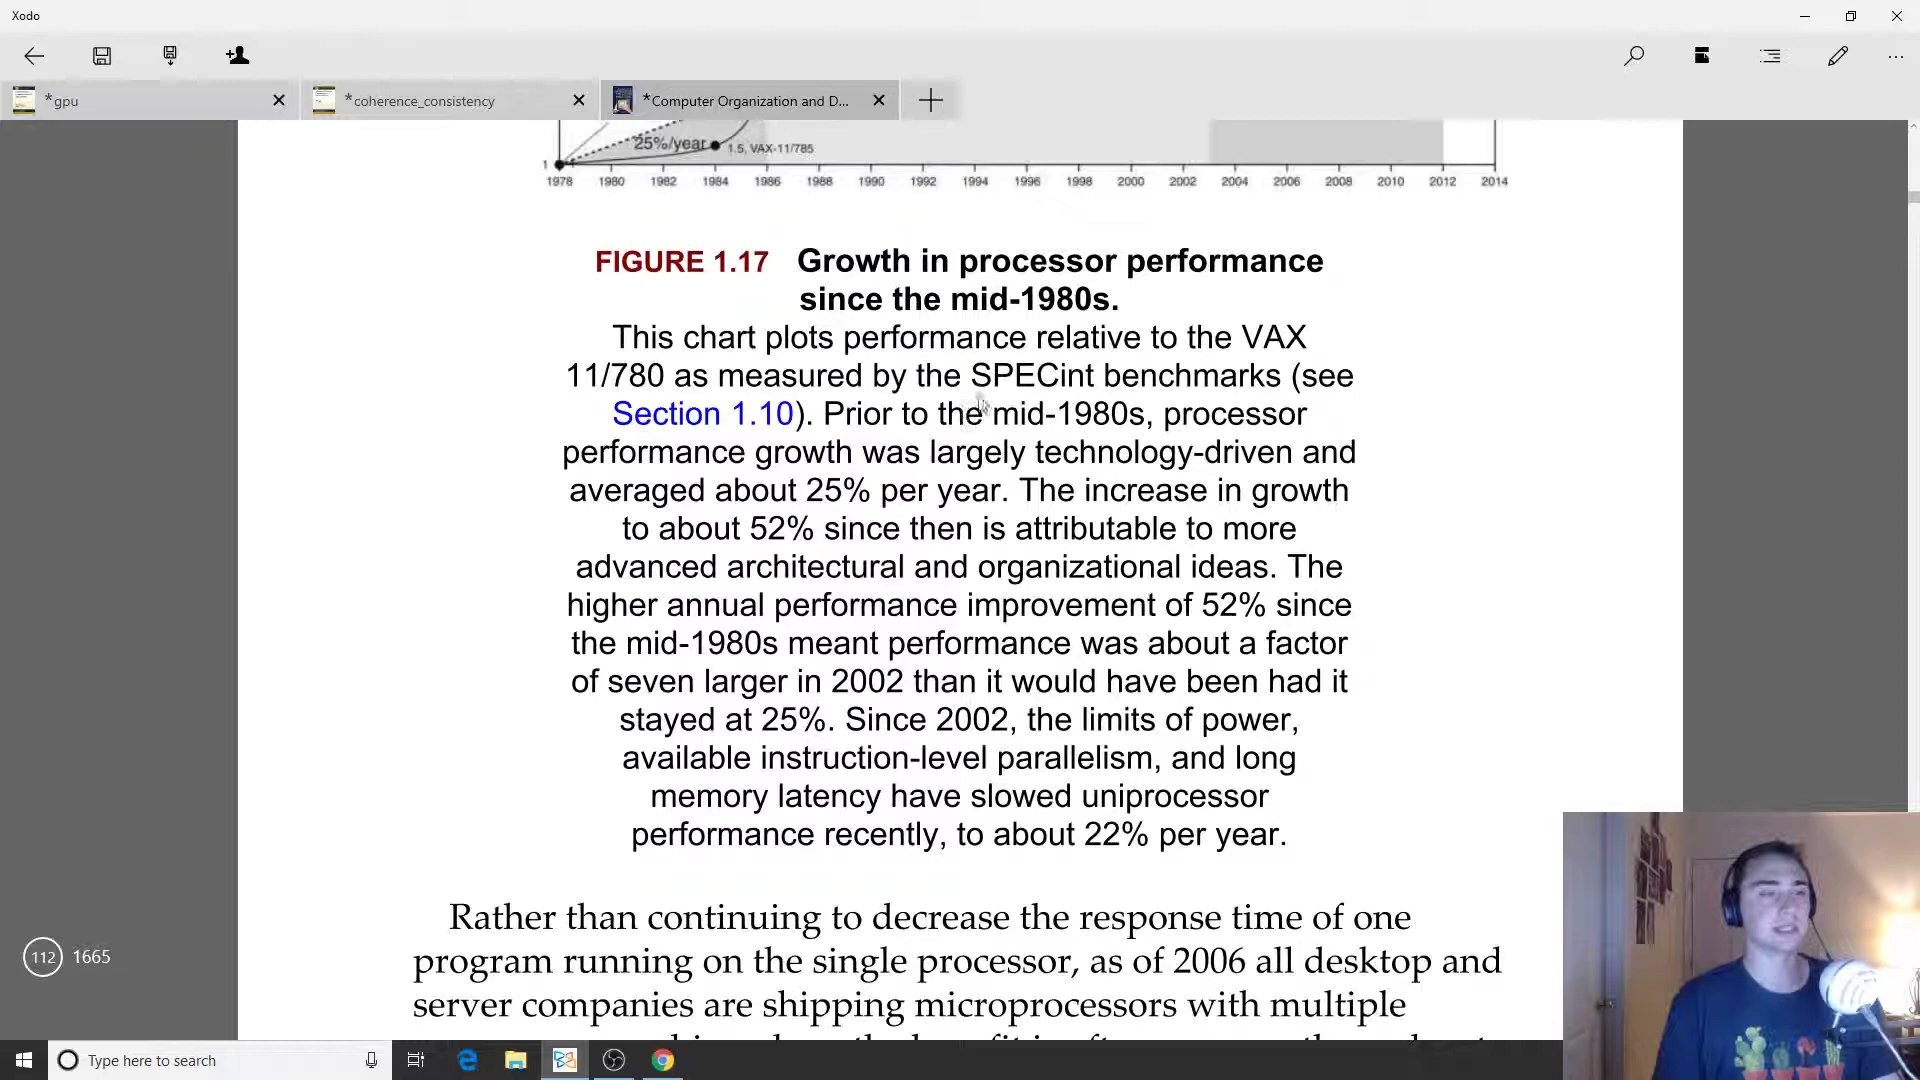 Xodo
*gpu
*coherence_consistency
*Computer Organization and D...
25%/year
1.5, VAX-11/785
1
1978 1980 1982 1984 1986 1988 1990 1992 1994 1996 1998 2000 2002 2004 2006 2008 2010 2012 2014
FIGURE 1.17 Growth in processor performance
since the mid-1980s.
This chart plots performance relative to the VAX
11/780 as measured by the SPECint benchmarks (see
Section 1.10). Prior to the mid-1980s, processor
performance growth was largely technology-driven and
averaged about 25% per year. The increase in growth
to about 52% since then is attributable to more
advanced architectural and organizational ideas. The
higher annual performance improvement of 52% since
the mid-1980s meant performance was about a factor
of seven larger in 2002 than it would have been had it
stayed at 25%. Since 2002, the limits of power,
available instruction-level parallelism, and long
memory latency have slowed uniprocessor
performance recently, to about 22% per year.
Rather than continuing to decrease the response time of one
program running on the single processor, as of 2006 all desktop and
server companies are shipping microprocessors with multiple
112 1665
Type here to search